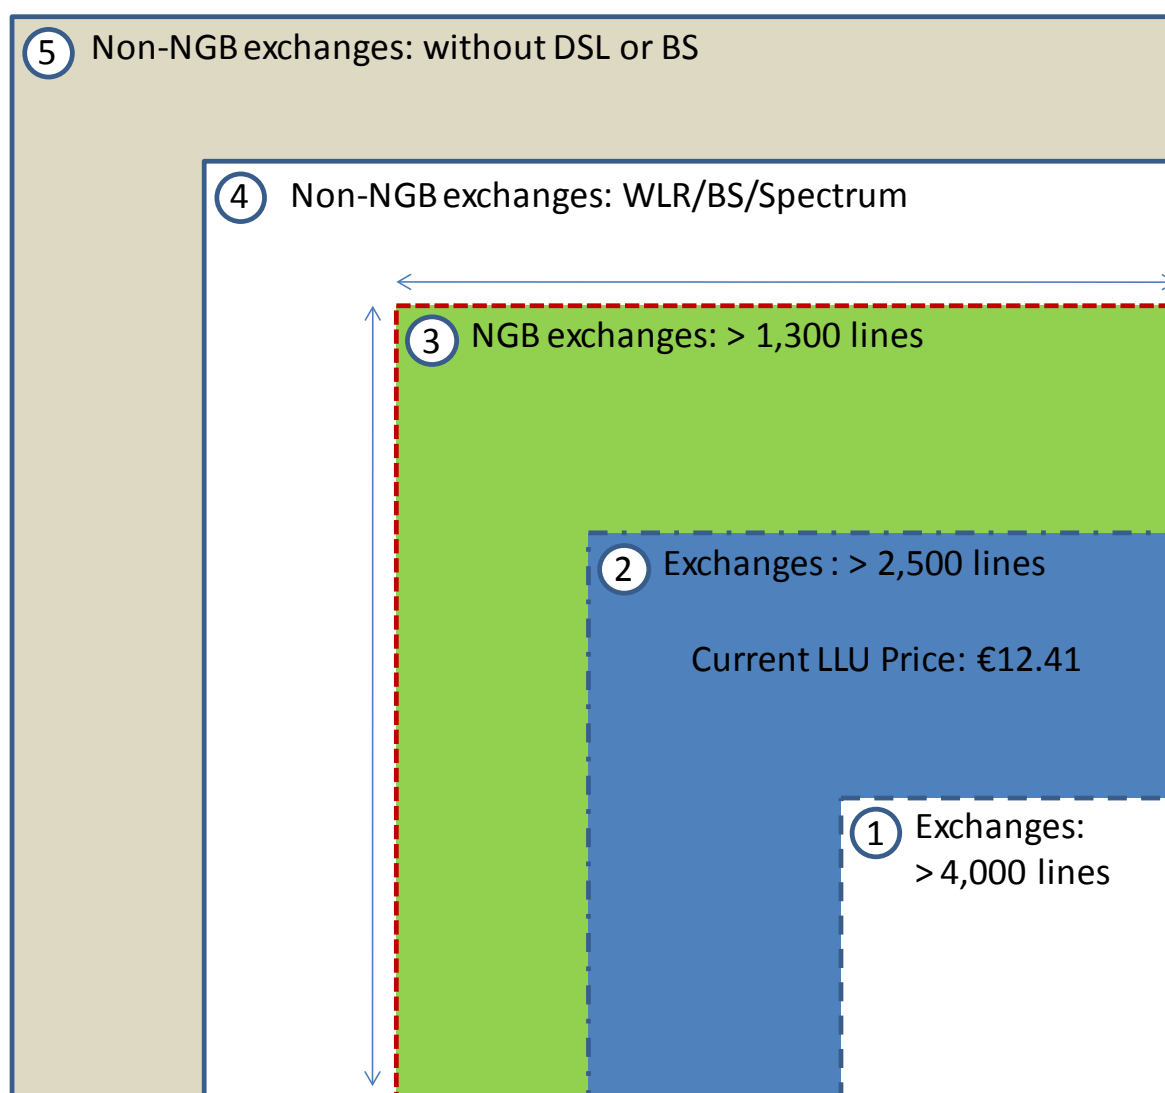 5 Non-NGB exchanges: without DSL or BS
4 Non-NGB exchanges: WLR/BS/Spectrum
3 NGB exchanges: > 1,300 lines
2 Exchanges : > 2,500 lines
Current LLU Price: €12.41
1 Exchanges:
> 4,000 lines